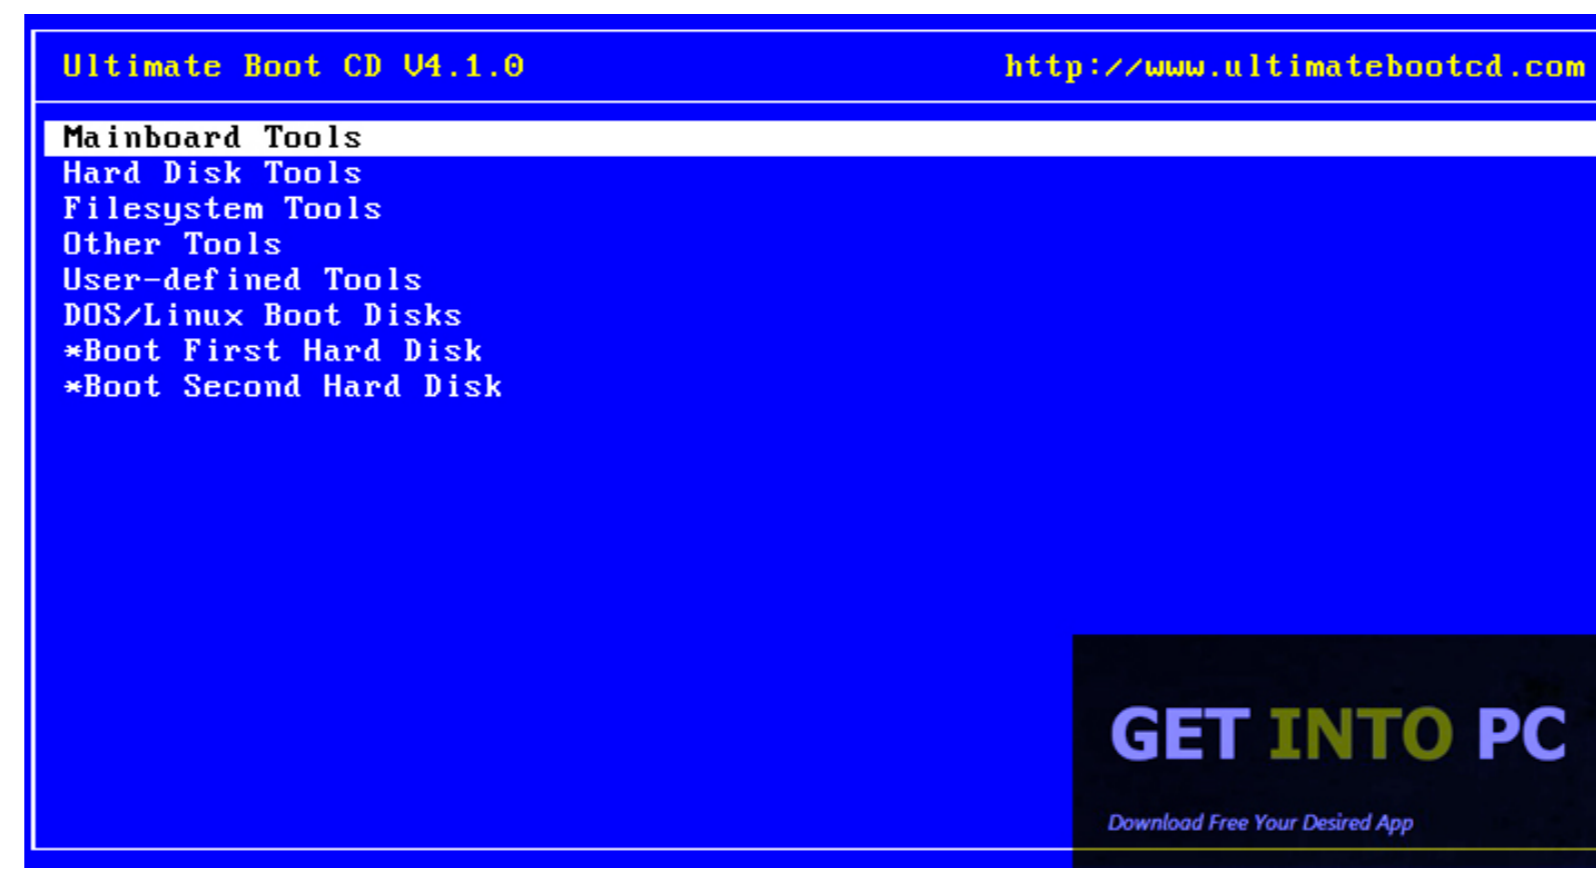 Ultimate Boot CD V4.1.0 http://www.ultimatebootcd.com
Mainboard Tools
Hard Disk Tools
Filesystem Tools
Other Tools
User-defined Tools
DOS/Linux Boot Disks
*Boot First Hard Disk
*Boot Second Hard Disk
GET INTO PC
Download Free Your Desired App